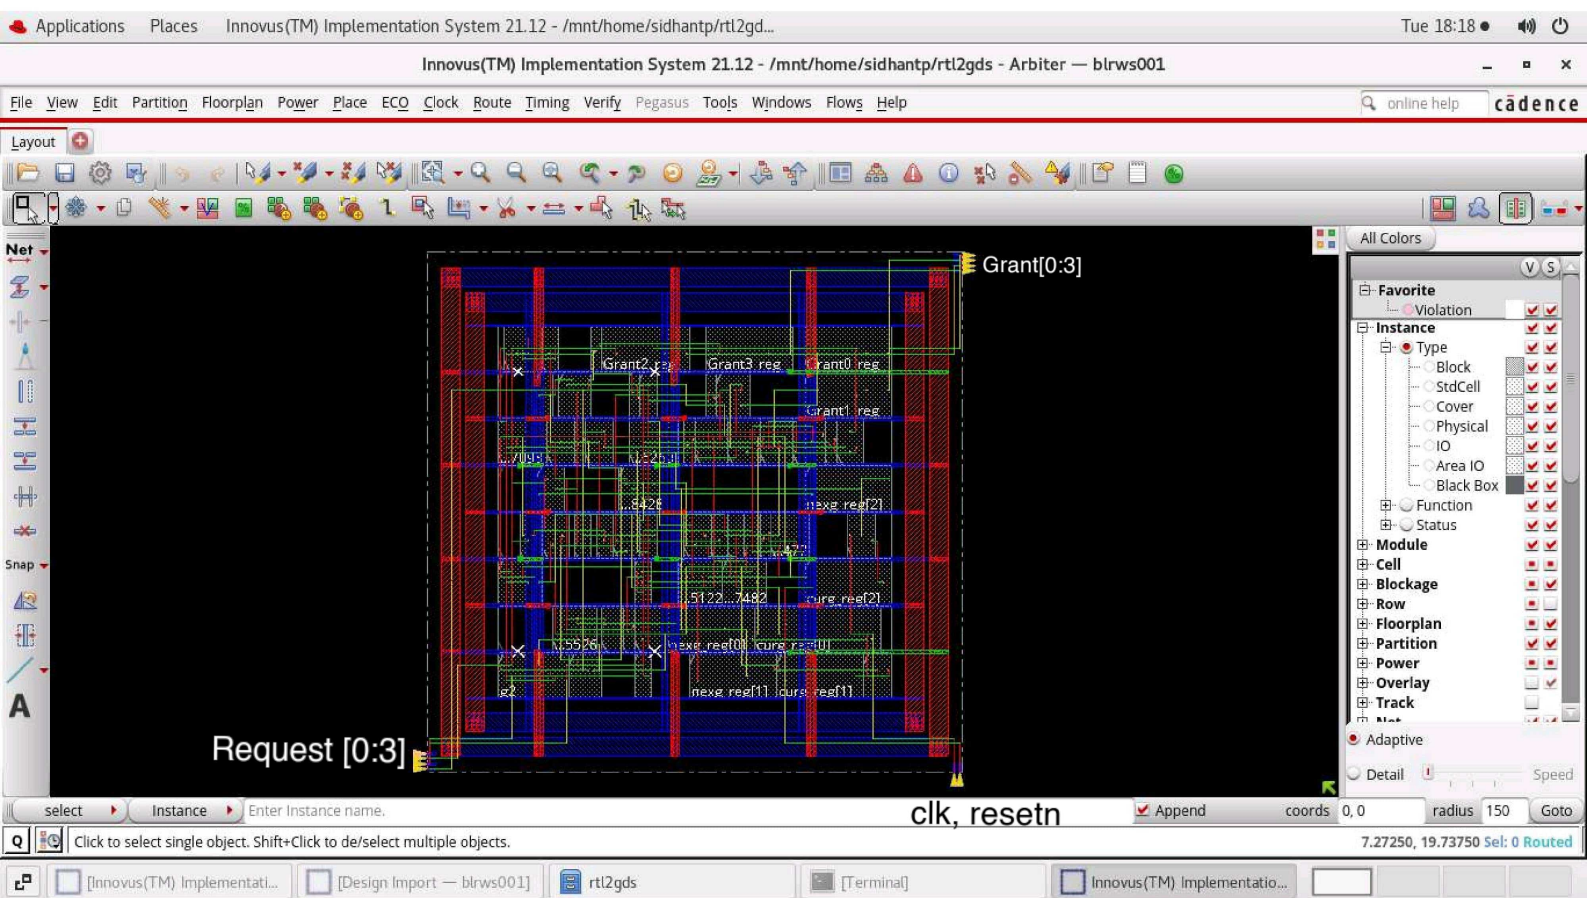 Applications Places Innovus(TM) Implementation System 21.12 - /mnt/home/sidhantp/rtl2gd... Tue 18:18
Innovus(TM) Implementation System 21.12 - /mnt/home/sidhantp/rtl2gds - Arbiter — blrws001
File View Edit Partition Floorplan Power Place ECO Clock Route Timing Verify Pegasus Tools Windows Flows Help online help cādence
Layout
Net
Snap
A
Grant[0:3]
Grant3_reg
nexg_reg[2]
...5122...7482 curg_reg[2]
nexg_reg[0] curg_reg[0]
g2 nexg_reg[1] curg_reg[1]
Request [0:3]
clk, resetn
All Colors
V S
Favorite
Violation
Instance
Type
Block
StdCell
Cover
Physical
IO
Area IO
Black Box
Function
Status
Module
Cell
Blockage
Row
Floorplan
Partition
Power
Overlay
Track
Adaptive
Detail Speed
select Instance Enter Instance name. Append coords 0, 0 radius 150 Goto
Q Click to select single object. Shift+Click to de/select multiple objects. 7.27250, 19.73750 Sel: 0 Routed
[Innovus(TM) Implementati... [Design Import — blrws001] rtl2gds [Terminal] Innovus(TM) Implementatio...